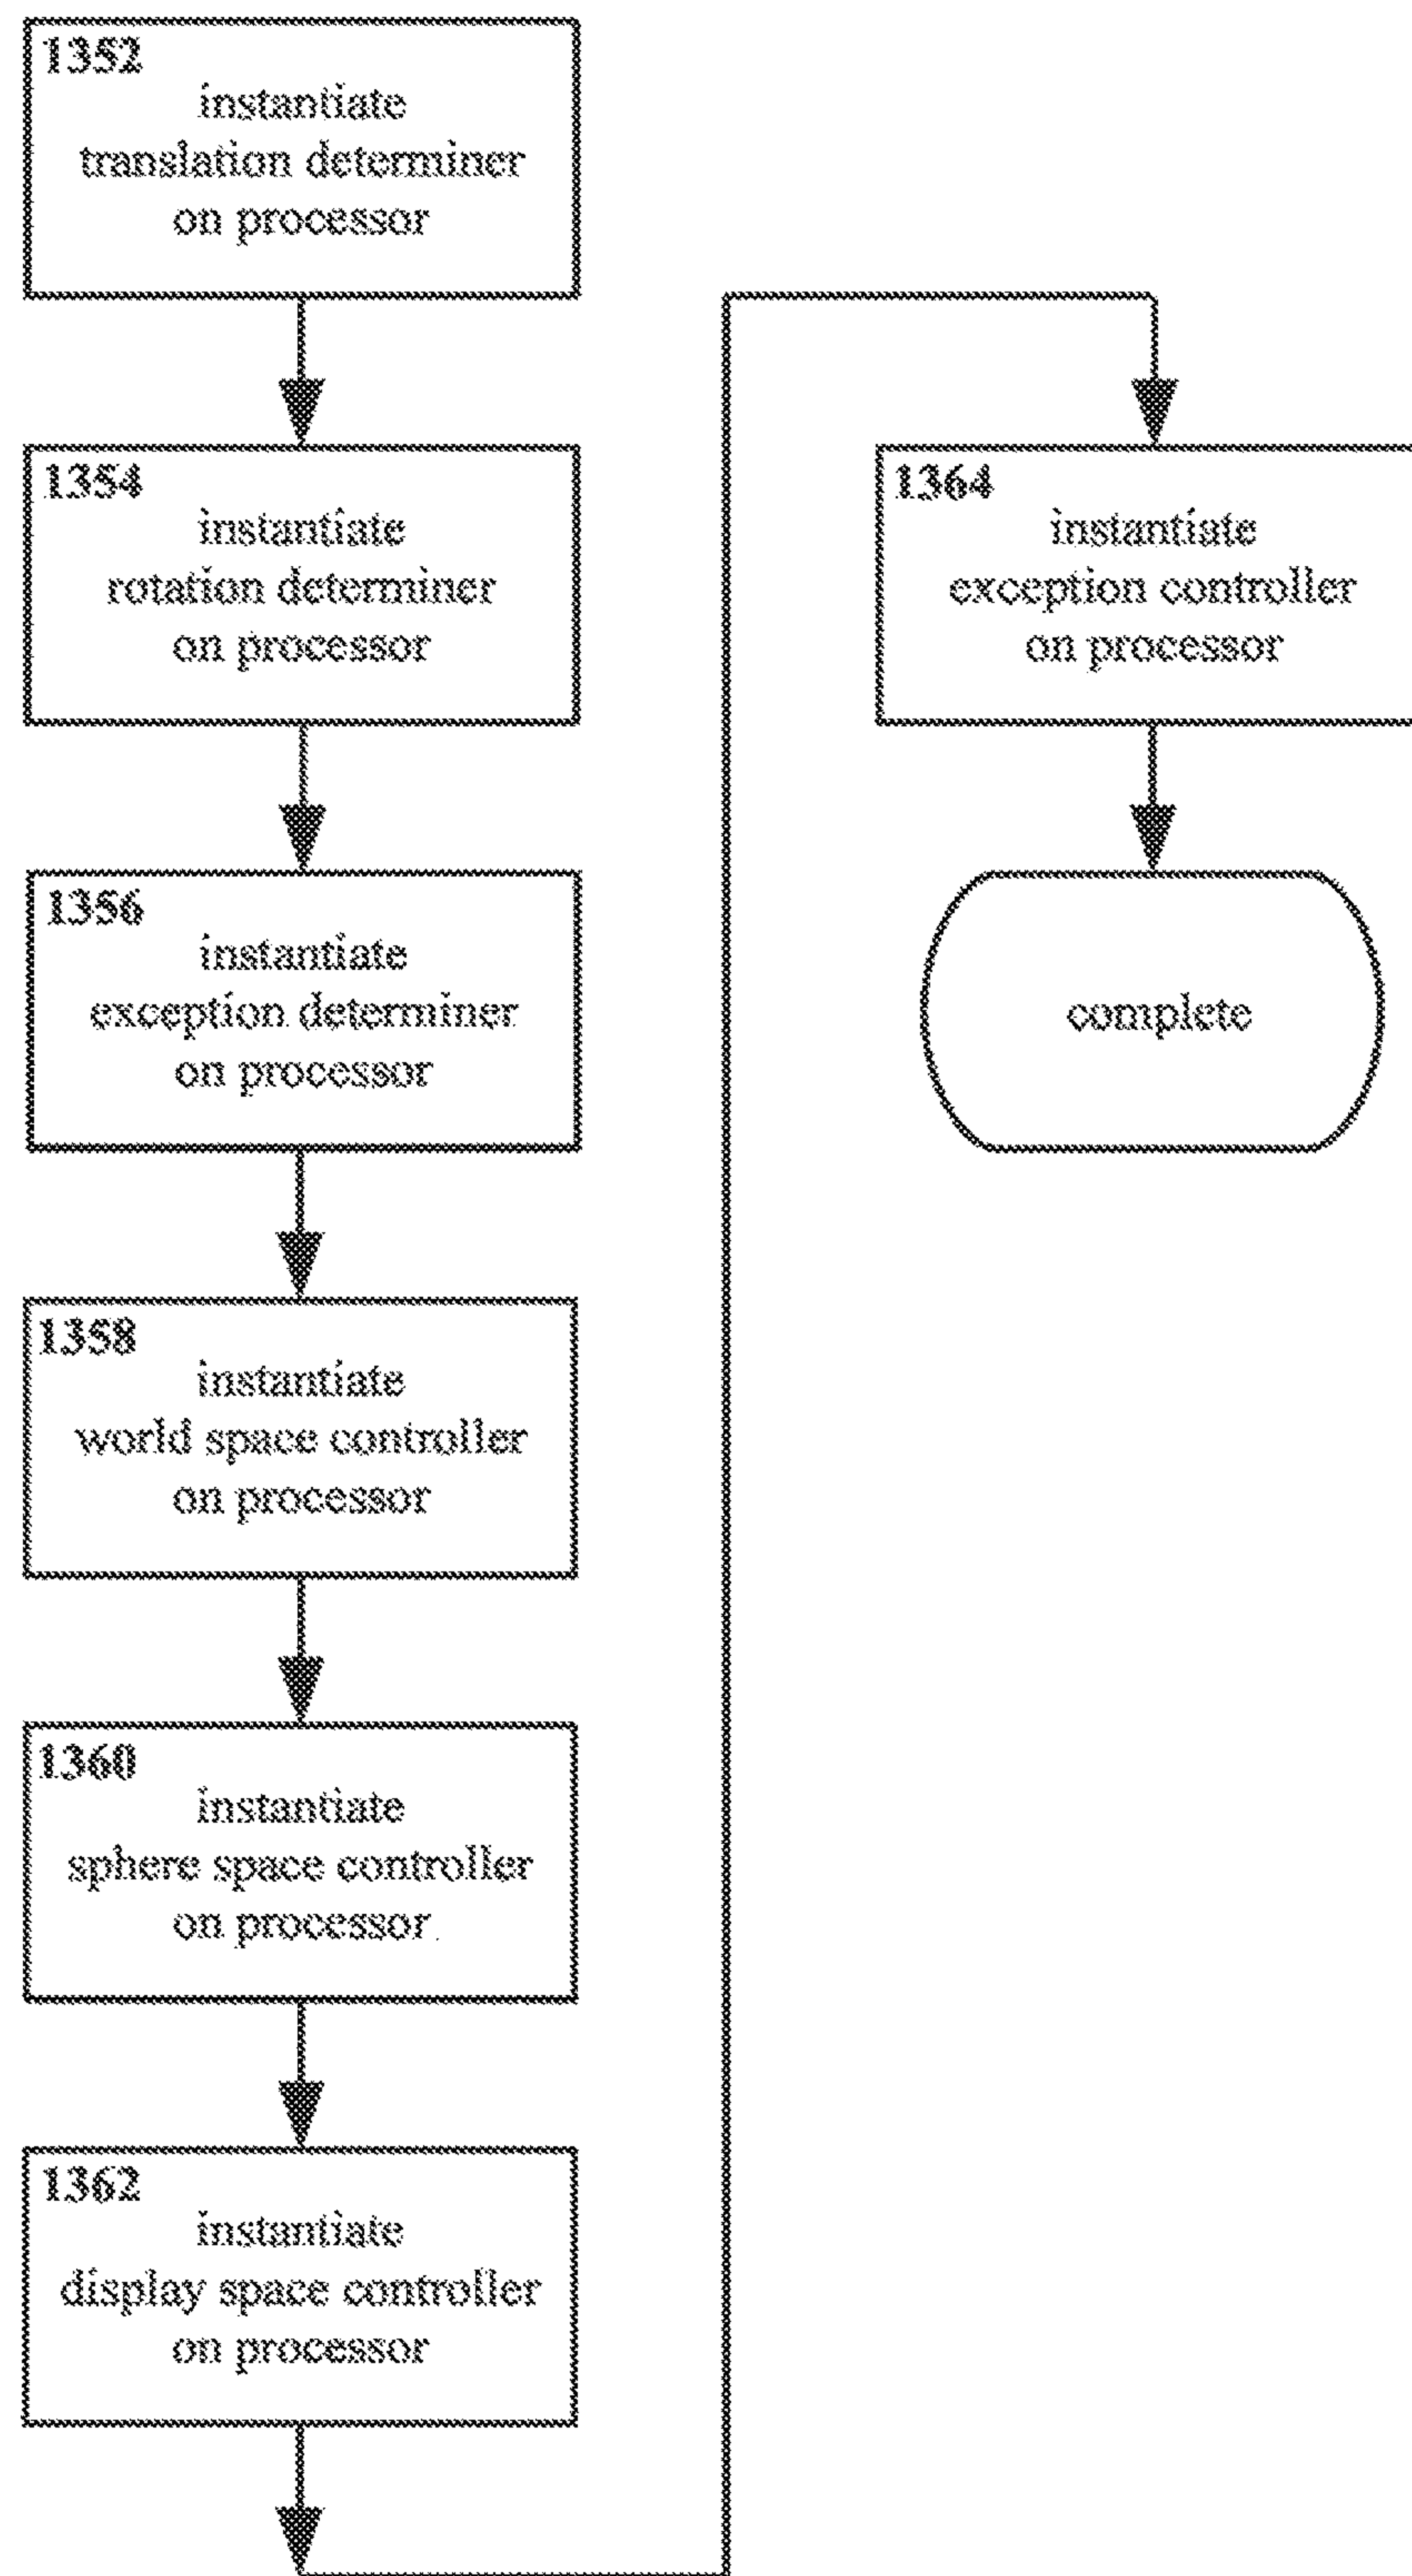 1352
instantiate
translation determiner
on processor
1354
instantiate
rotation determiner
on processor
1356
instantiate
exception determiner
on processor
1358
instantiate
world space controller
on processor
1360
instantiate
sphere space controller
on processor
1362
instantiate
display space controller
on processor
1364
instantiate
exception controller
on processor
complete